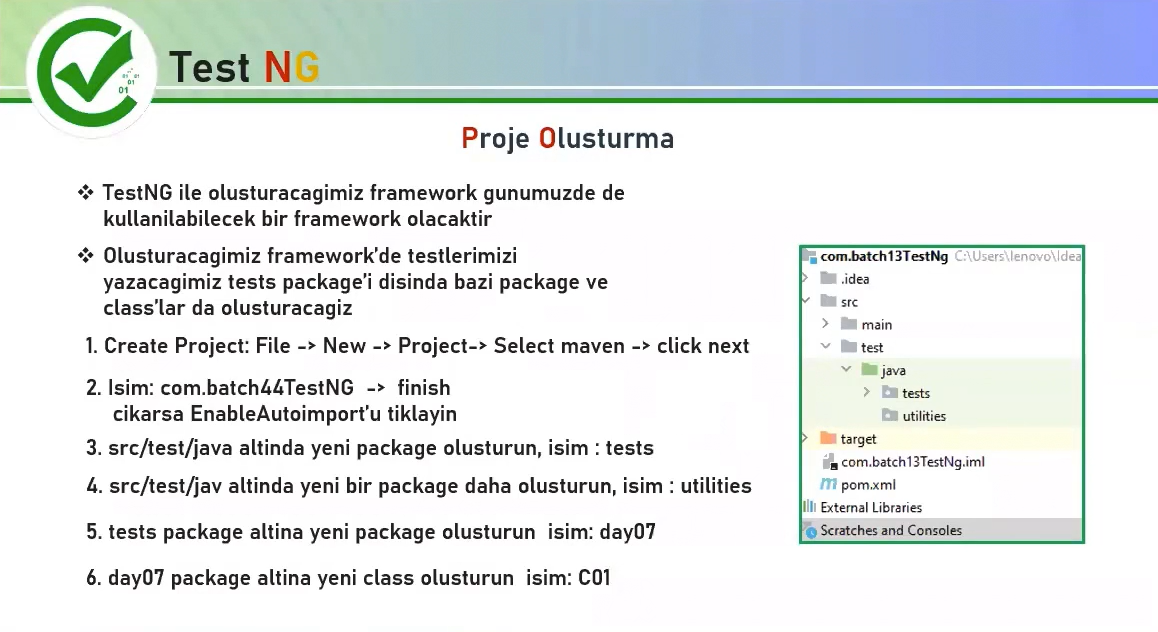 Test NG
Proje Olusturma
❖ TestNG ile olusturacagimiz framework gunumuzde de
kullanilabilecek bir framework olacaktir
❖ Olusturacagimiz framework'de testlerimizi
yazacagimiz tests package'i disinda bazi package ve
class'lar da olusturacagiz
1. Create Project: File -> New -> Project-> Select maven -> click next
2. Isim: com.batch44TestNG -> finish
cikarsa EnableAutoimport'u tiklayin
3. src/test/java altinda yeni package olusturun, isim : tests
4. src/test/jav altinda yeni bir package daha olusturun, isim : utilities
5. tests package altina yeni package olusturun isim: day07
6. day07 package altina yeni class olusturun isim: C01
com.batch13TestNg C:\Users\lenovo\Idea
.idea
src
main
test
java
tests
utilities
target
com.batch13TestNg.iml
pom.xml
External Libraries
Scratches and Consoles